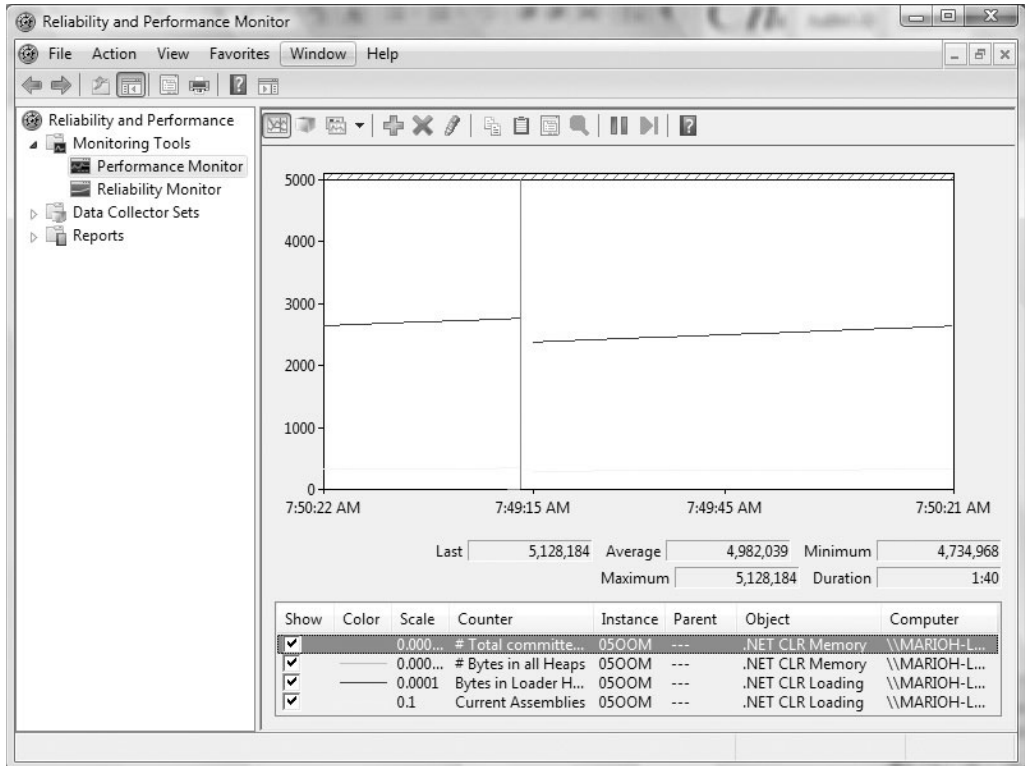 Reliability and Performance Monitor
File Action View Favorites Window Help
Reliability and Performance
Monitoring Tools
Performance Monitor
Reliability Monitor
Data Collector Sets
Reports
5000
4000
3000
2000
1000
0
7:50:22 AM 7:49:15 AM 7:49:45 AM 7:50:21 AM
Last 5,128,184 Average 4,982,039 Minimum 4,734,968
Maximum 5,128,184 Duration 1:40
Show Color Scale Counter Instance Parent Object Computer
0.000... # Total committe... 05OOM --- .NET CLR Memory \\MARIOH-L...
0.000... # Bytes in all Heaps 05OOM --- .NET CLR Memory \\MARIOH-L...
0.0001 Bytes in Loader H... 05OOM --- .NET CLR Loading \\MARIOH-L...
0.1 Current Assemblies 05OOM --- .NET CLR Loading \\MARIOH-L...